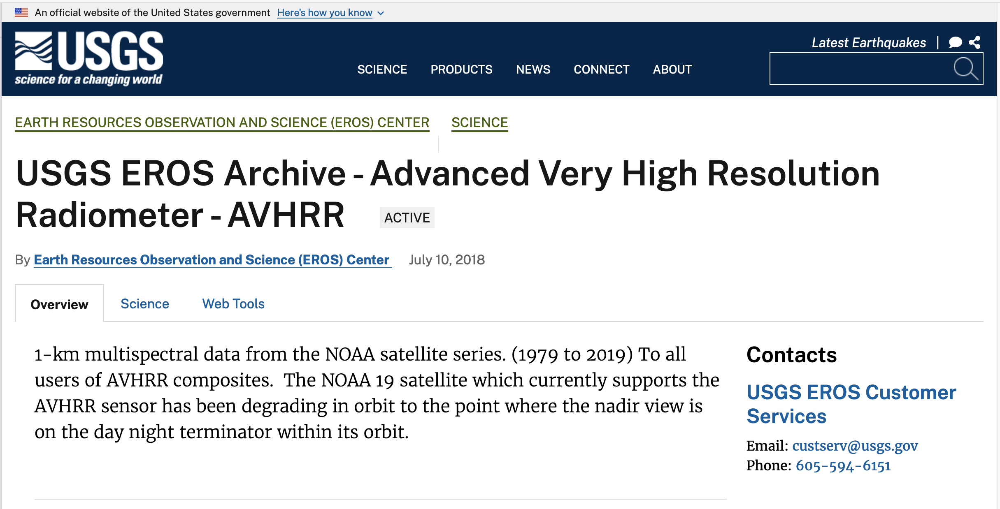 An official website of the United States government Here's how you know
USGS
science for a changing world
Latest Earthquakes |
SCIENCE PRODUCTS NEWS CONNECT ABOUT
EARTH RESOURCES OBSERVATION AND SCIENCE (EROS) CENTER SCIENCE
USGS EROS Archive - Advanced Very High Resolution
Radiometer - AVHRR ACTIVE
By Earth Resources Observation and Science (EROS) Center July 10, 2018
Overview Science Web Tools
1-km multispectral data from the NOAA satellite series. (1979 to 2019) To all
users of AVHRR composites.  The NOAA 19 satellite which currently supports the
AVHRR sensor has been degrading in orbit to the point where the nadir view is
on the day night terminator within its orbit.
Contacts
USGS EROS Customer
Services
Email: custserv@usgs.gov
Phone: 605-594-6151